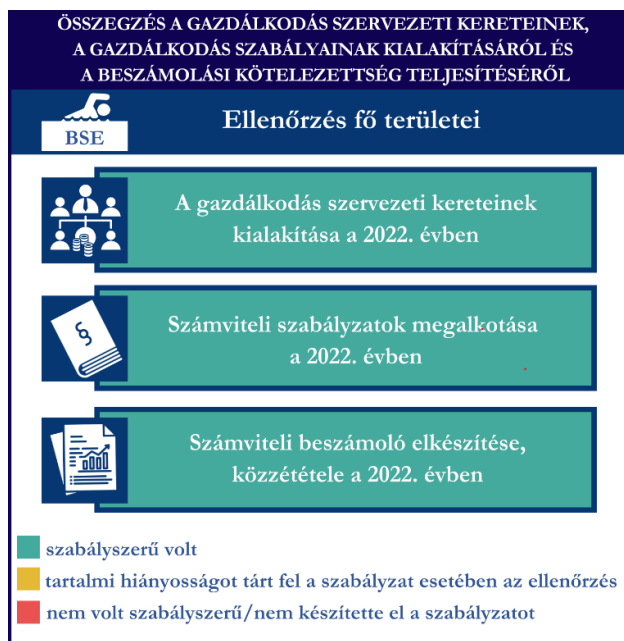 ÖSSZEGZÉS A GAZDÁLKODÁS SZERVEZETI KERETEINEK,
A GAZDÁLKODÁS SZABÁLYAINAK KIALAKÍTÁSÁRÓL ÉS
A BESZÁMOLÁSI KÖTELEZETTSÉG TELJESÍTÉSÉRŐL
BSE
Ellenőrzés fő területei
A gazdálkodás szervezeti kereteinek
kialakítása a 2022. évben
§
Számviteli szabályzatok megalkotása
a 2022. évben
Számviteli beszámoló elkészítése,
közzététele a 2022. évben
szabályszerű volt
tartalmi hiányosságot tárt fel a szabályzat esetében az ellenőrzés
nem volt szabályszerű/nem készítette el a szabályzatot